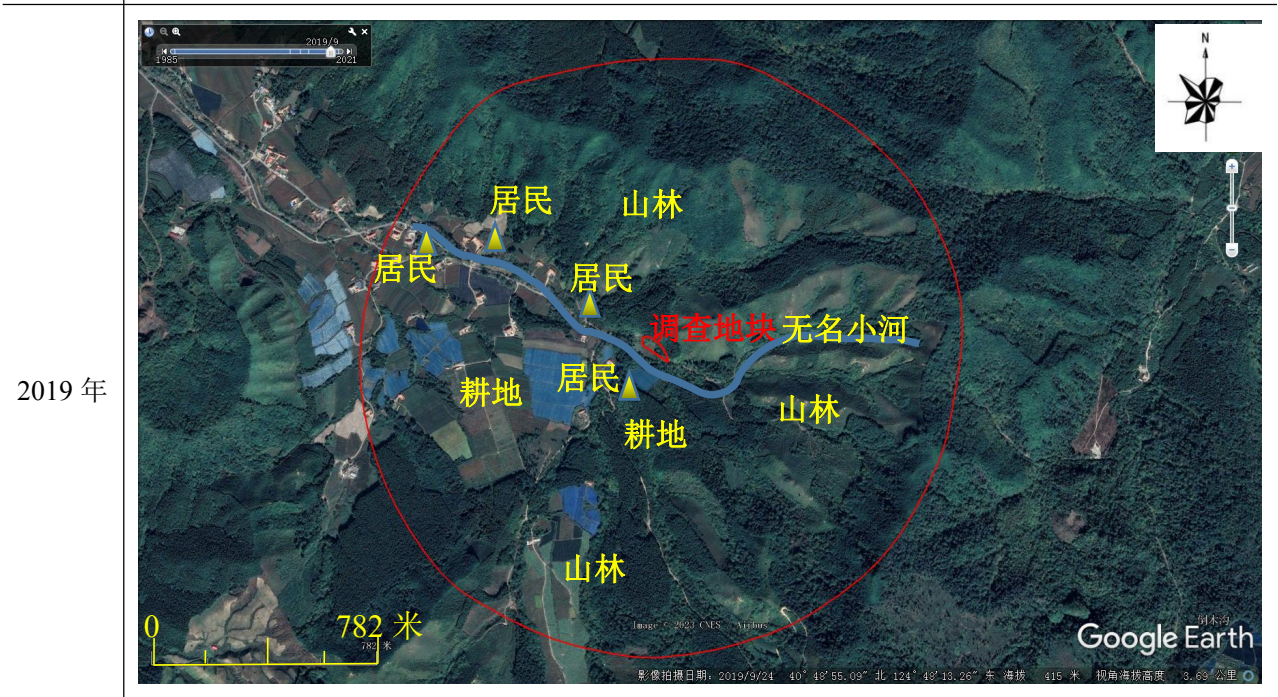 2019/9
1985
2021
N
居民
山林
居民
居民
调查地块
无名小河
2019 年
耕地
居民
山林
耕地
山林
0
782 米
782 米
Image © 2023 CNES / Airbus
Google Earth
影像拍摄日期：2019/9/24 40° 48′55.09″ 北 124° 48′13.26″ 东 海拔 415 米 视角海拔高度 3.69 公里